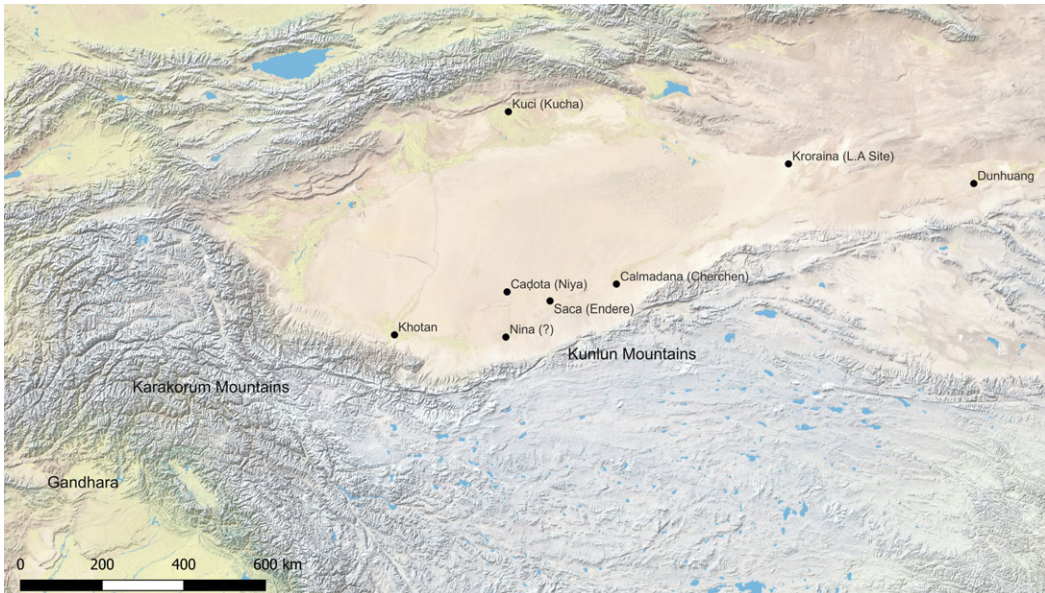 Kuci (Kucha)
Kroraina (L.A Site)
Dunhuang
Calmadana (Cherchen)
Caḍota (Niya)
Saca (Endere)
Khotan
Nina (?)
Kunlun Mountains
Karakorum Mountains
Gandhara
0 200 400 600 km